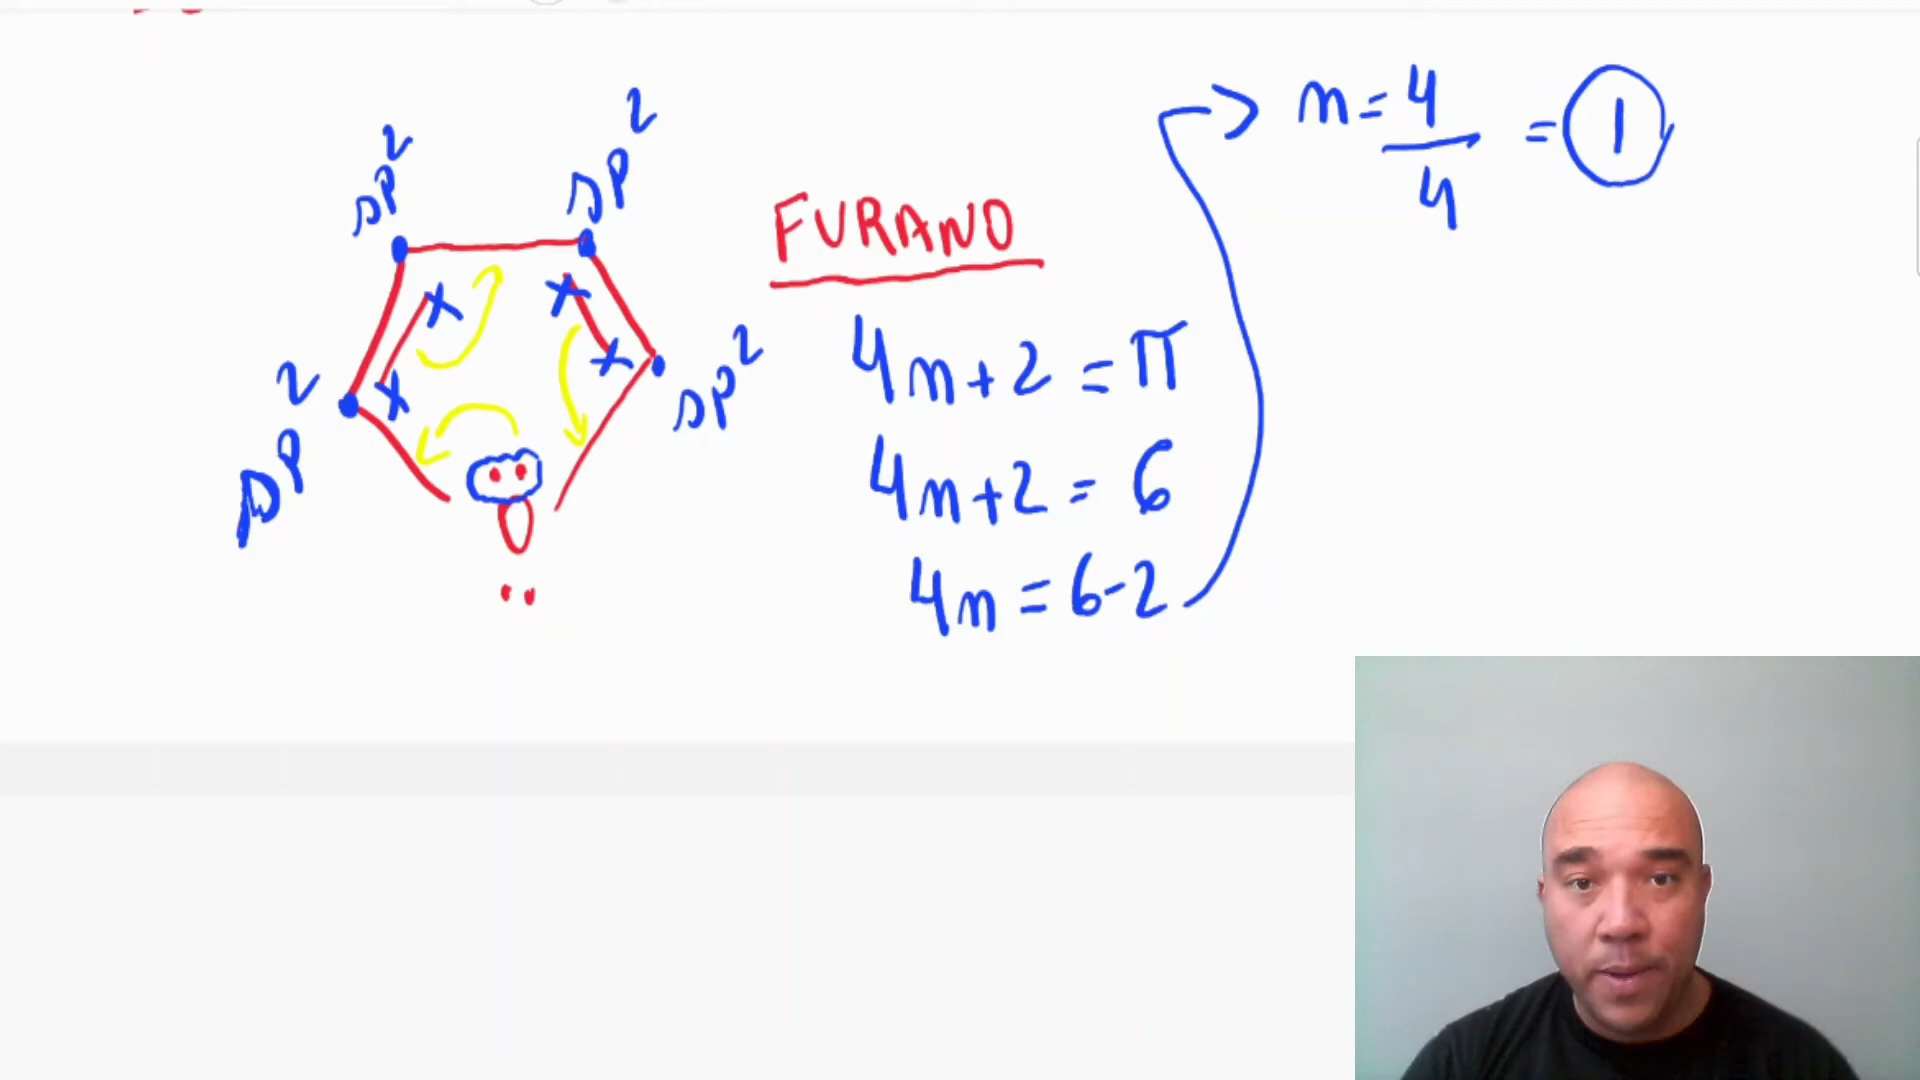 sp²
sp²
sp²
sp²
O
FURANO
4n+2 = π
4n+2 = 6
4n = 6-2
n = 4/4 = 1